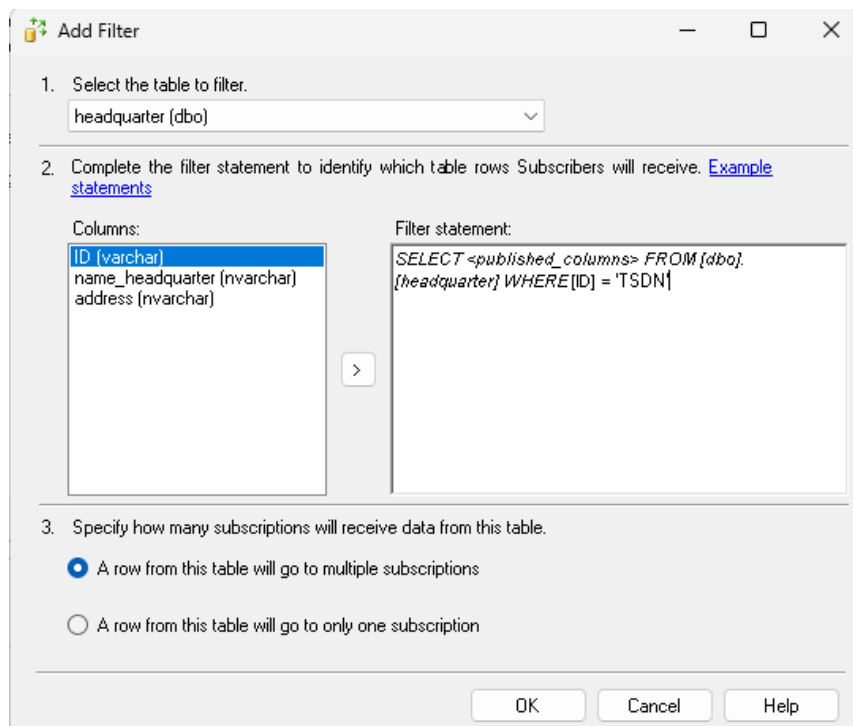 Add Filter
1. Select the table to filter.
headquarter (dbo)
2. Complete the filter statement to identify which table rows Subscribers will receive. Example
statements
Columns:
ID (varchar)
name_headquarter (nvarchar)
address (nvarchar)
>
Filter statement:
SELECT <published_columns> FROM [dbo].
[headquarter] WHERE [ID] = 'TSDN'
3. Specify how many subscriptions will receive data from this table.
A row from this table will go to multiple subscriptions
A row from this table will go to only one subscription
OK
Cancel
Help